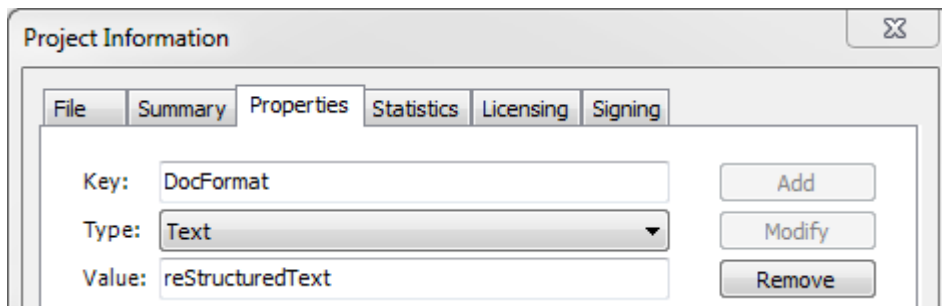 Project Information
File Summary Properties Statistics Licensing Signing
Key: DocFormat Add
Type: Text Modify
Value: reStructuredText Remove